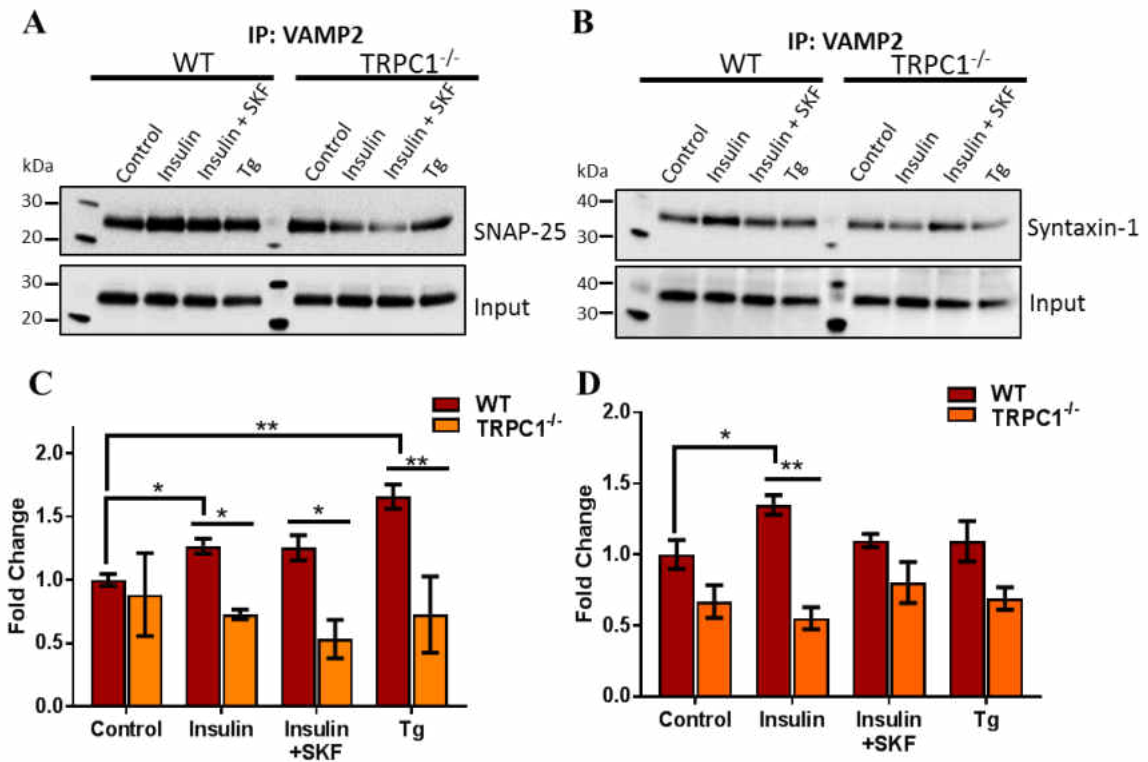 A
IP: VAMP2
WT TRPC1-/-
Control Insulin Insulin + SKF Tg Control Insulin Insulin + SKF Tg
kDa
30
20
SNAP-25
30
20
Input
B
IP: VAMP2
WT TRPC1-/-
Control Insulin Insulin + SKF Tg Control Insulin Insulin + SKF Tg
kDa
40
30
Syntaxin-1
40
30
Input
C
WT
TRPC1-/-
Fold Change
2.0
1.5
1.0
0.5
0.0
**
**
*
*
*
Control Insulin Insulin Tg
+SKF
D
WT
TRPC1-/-
Fold Change
2.0
1.5
1.0
0.5
0.0
*
**
Control Insulin Insulin Tg
+SKF